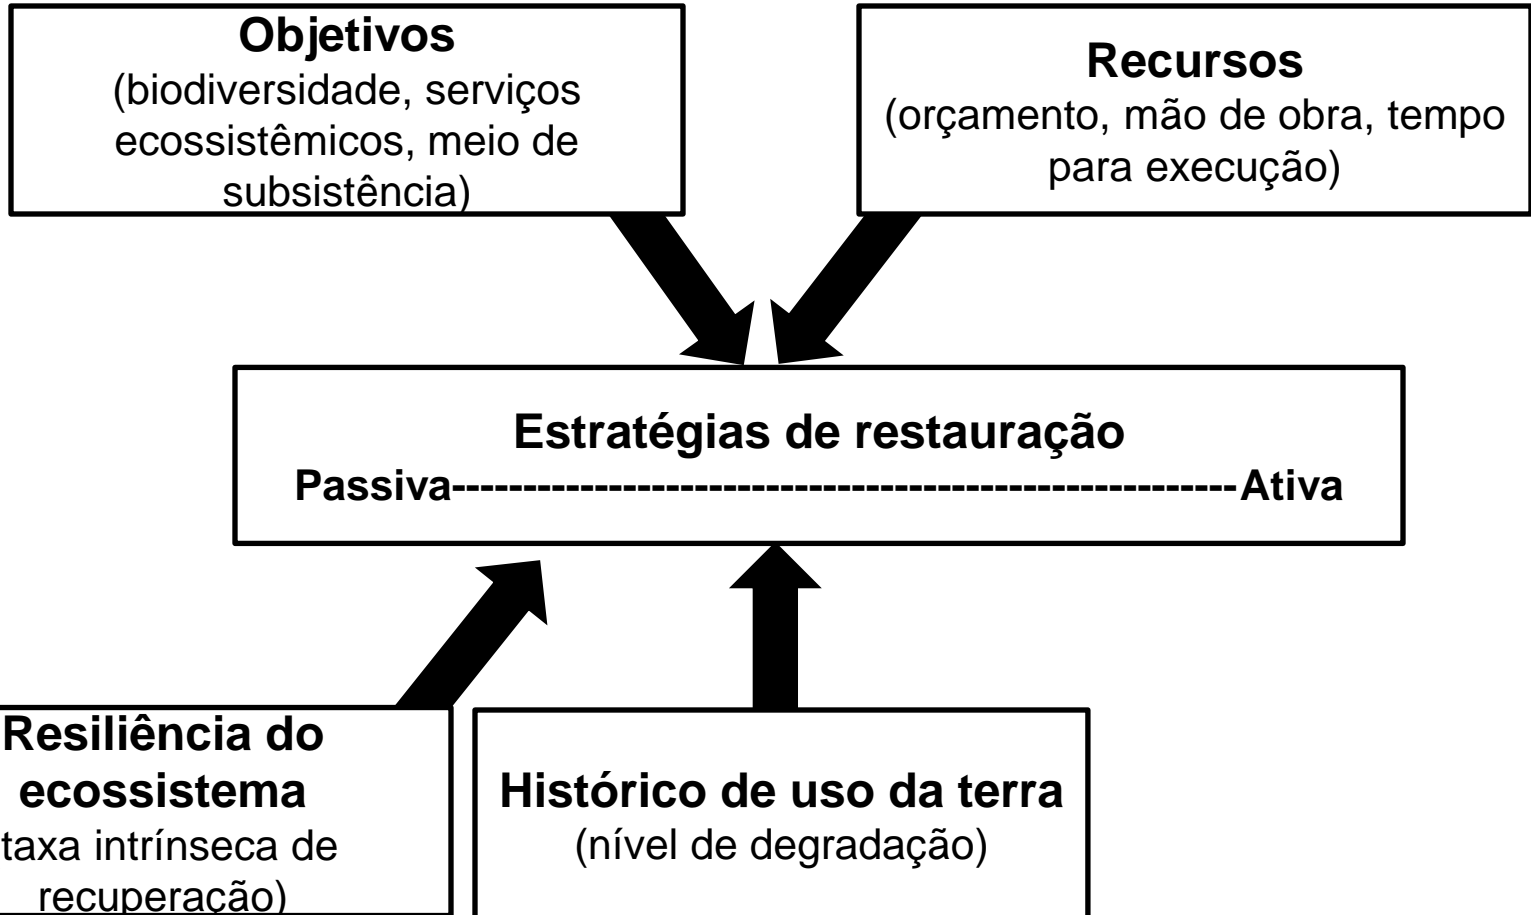 Objetivos
(biodiversidade, serviços
ecossistêmicos, meio de
subsistência)
Recursos
(orçamento, mão de obra, tempo
para execução)
Estratégias de restauração
Passiva-------------------------------------------------------Ativa
Resiliência do
ecossistema
taxa intrínseca de
recuperação)
Histórico de uso da terra
(nível de degradação)